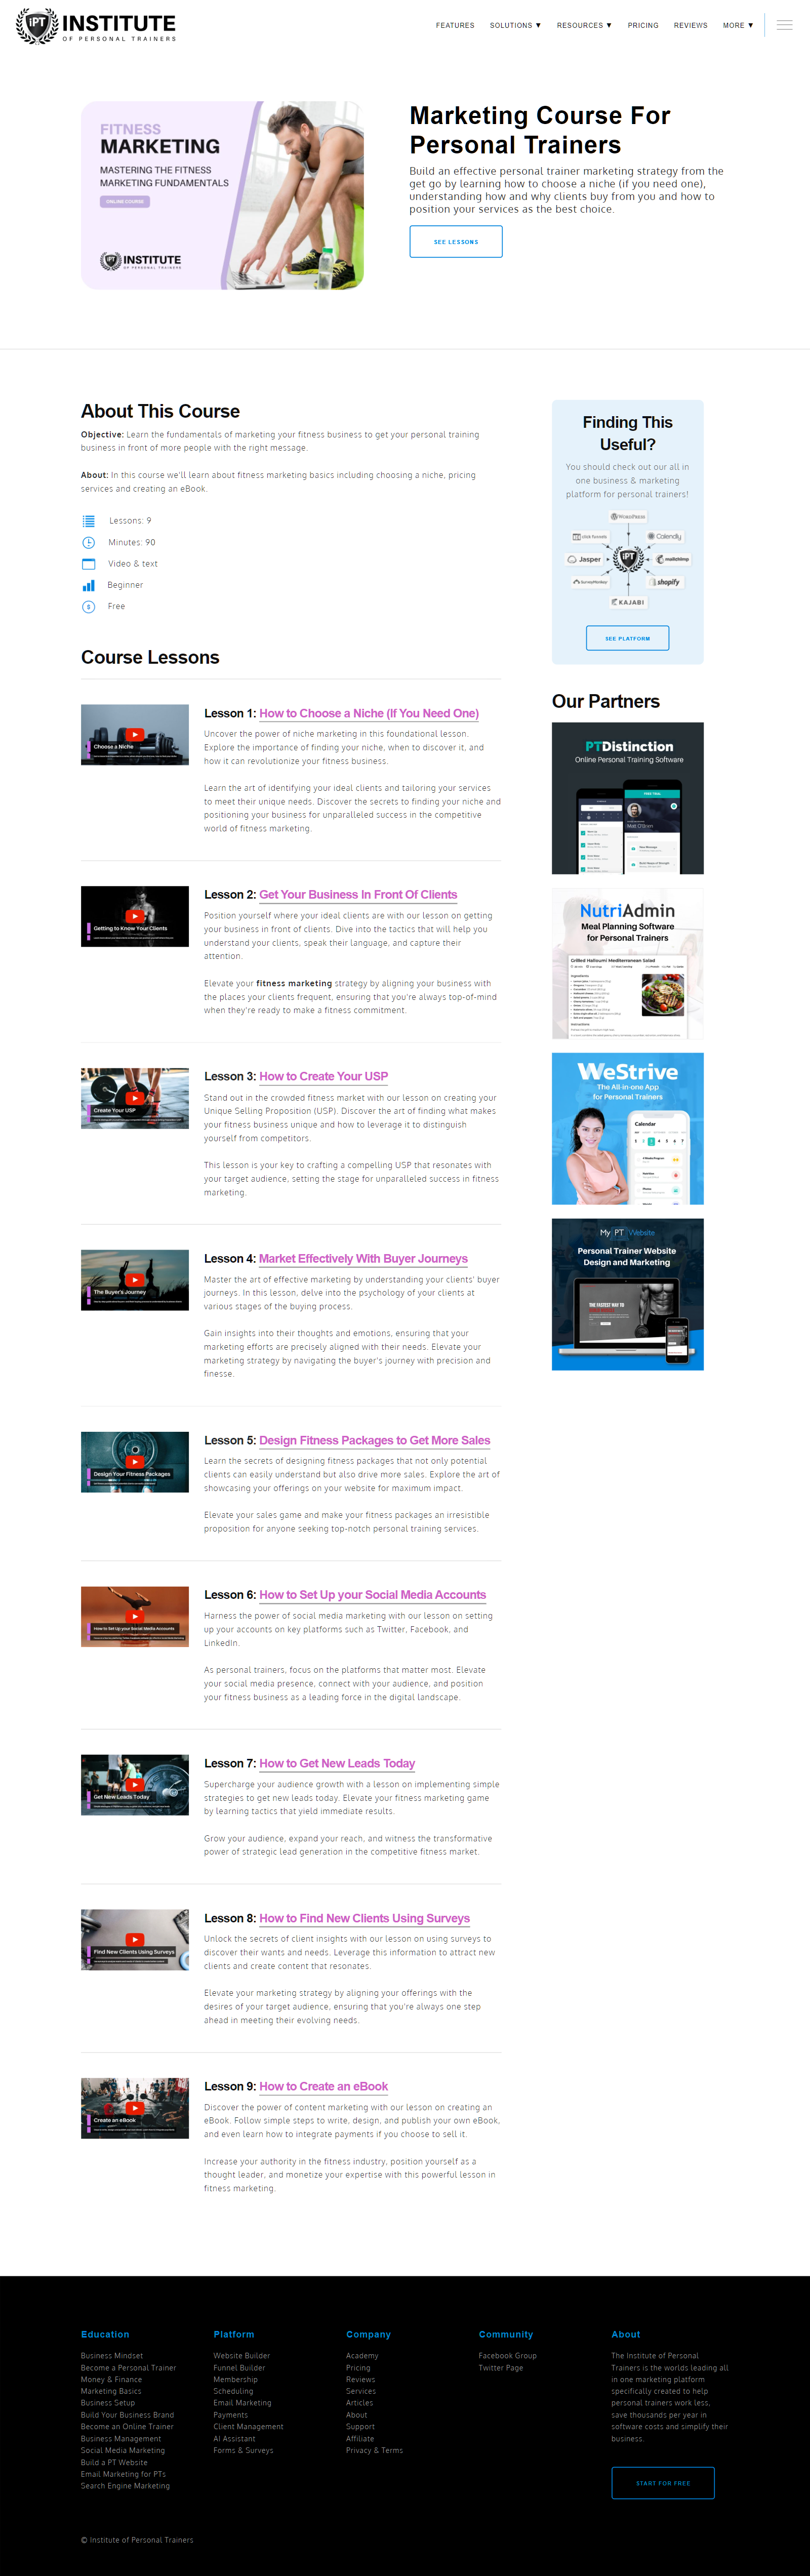 IPT INSTITUTE
OF PERSONAL TRAINERS
FEATURES SOLUTIONS ▼ RESOURCES ▼ PRICING REVIEWS MORE ▼
FITNESS
MARKETING
MASTERING THE FITNESS
MARKETING FUNDAMENTALS
ONLINE COURSE
IPT INSTITUTE
OF PERSONAL TRAINERS
Marketing Course For
Personal Trainers
Build an effective personal trainer marketing strategy from the
get go by learning how to choose a niche (if you need one),
understanding how and why clients buy from you and how to
position your services as the best choice.
SEE LESSONS
About This Course
Objective: Learn the fundamentals of marketing your fitness business to get your personal training
business in front of more people with the right message.
About: In this course we'll learn about fitness marketing basics including choosing a niche, pricing
services and creating an eBook.
Lessons: 9
Minutes: 90
Video & text
Beginner
$ Free
Course Lessons
Choose a Niche
Lesson 1: How to Choose a Niche (If You Need One)
Uncover the power of niche marketing in this foundational lesson.
Explore the importance of finding your niche, when to discover it, and
how it can revolutionize your fitness business.
Learn the art of identifying your ideal clients and tailoring your services
to meet their unique needs. Discover the secrets to finding your niche and
positioning your business for unparalleled success in the competitive
world of fitness marketing.
Getting to Know Your Clients
Lesson 2: Get Your Business In Front Of Clients
Position yourself where your ideal clients are with our lesson on getting
your business in front of clients. Dive into the tactics that will help you
understand your clients, speak their language, and capture their
attention.
Elevate your fitness marketing strategy by aligning your business with
the places your clients frequent, ensuring that you're always top-of-mind
when they're ready to make a fitness commitment.
Create Your USP
Lesson 3: How to Create Your USP
Stand out in the crowded fitness market with our lesson on creating your
Unique Selling Proposition (USP). Discover the art of finding what makes
your fitness business unique and how to leverage it to distinguish
yourself from competitors.
This lesson is your key to crafting a compelling USP that resonates with
your target audience, setting the stage for unparalleled success in fitness
marketing.
The Buyer's Journey
Lesson 4: Market Effectively With Buyer Journeys
Master the art of effective marketing by understanding your clients' buyer
journeys. In this lesson, delve into the psychology of your clients at
various stages of the buying process.
Gain insights into their thoughts and emotions, ensuring that your
marketing efforts are precisely aligned with their needs. Elevate your
marketing strategy by navigating the buyer's journey with precision and
finesse.
Design Your Fitness Packages
Lesson 5: Design Fitness Packages to Get More Sales
Learn the secrets of designing fitness packages that not only potential
clients can easily understand but also drive more sales. Explore the art of
showcasing your offerings on your website for maximum impact.
Elevate your sales game and make your fitness packages an irresistible
proposition for anyone seeking top-notch personal training services.
How to Set Up your Social Media Accounts
Lesson 6: How to Set Up your Social Media Accounts
Harness the power of social media marketing with our lesson on setting
up your accounts on key platforms such as Twitter, Facebook, and
LinkedIn.
As personal trainers, focus on the platforms that matter most. Elevate
your social media presence, connect with your audience, and position
your fitness business as a leading force in the digital landscape.
Get New Leads Today
Lesson 7: How to Get New Leads Today
Supercharge your audience growth with a lesson on implementing simple
strategies to get new leads today. Elevate your fitness marketing game
by learning tactics that yield immediate results.
Grow your audience, expand your reach, and witness the transformative
power of strategic lead generation in the competitive fitness market.
Find New Clients Using Surveys
Lesson 8: How to Find New Clients Using Surveys
Unlock the secrets of client insights with our lesson on using surveys to
discover their wants and needs. Leverage this information to attract new
clients and create content that resonates.
Elevate your marketing strategy by aligning your offerings with the
desires of your target audience, ensuring that you're always one step
ahead in meeting their evolving needs.
Create an eBook
Lesson 9: How to Create an eBook
Discover the power of content marketing with our lesson on creating an
eBook. Follow simple steps to write, design, and publish your own eBook,
and even learn how to integrate payments if you choose to sell it.
Increase your authority in the fitness industry, position yourself as a
thought leader, and monetize your expertise with this powerful lesson in
fitness marketing.
Finding This
Useful?
You should check out our all in
one business & marketing
platform for personal trainers!
WORDPRESS
click funnels
Calendly
Jasper
IPT
mailchimp
SurveyMonkey
shopify
KAJABI
SEE PLATFORM
Our Partners
PTDistinction
Online Personal Training Software
FREE TRIAL
Mat O'Brien
NutriAdmin
Meal Planning Software
for Personal Trainers
Grilled Halloumi Mediterranean Salad
Ingredients
Instructions
WeStrive
The All-in-one App
for Personal Trainers
Calendar
1 2 3 4 5 6 7
My PT Website
Personal Trainer Website
Design and Marketing
THE FASTEST WAY TO
Education
Business Mindset
Become a Personal Trainer
Money & Finance
Marketing Basics
Business Setup
Build Your Business Brand
Become an Online Trainer
Business Management
Social Media Marketing
Build a PT Website
Email Marketing for PTs
Search Engine Marketing
Platform
Website Builder
Funnel Builder
Membership
Scheduling
Email Marketing
Payments
Client Management
AI Assistant
Forms & Surveys
Company
Academy
Pricing
Reviews
Services
Articles
About
Support
Affiliate
Privacy & Terms
Community
Facebook Group
Twitter Page
About
The Institute of Personal
Trainers is the worlds leading all
in one marketing platform
specifically created to help
personal trainers work less,
save thousands per year in
software costs and simplify their
business.
START FOR FREE
© Institute of Personal Trainers